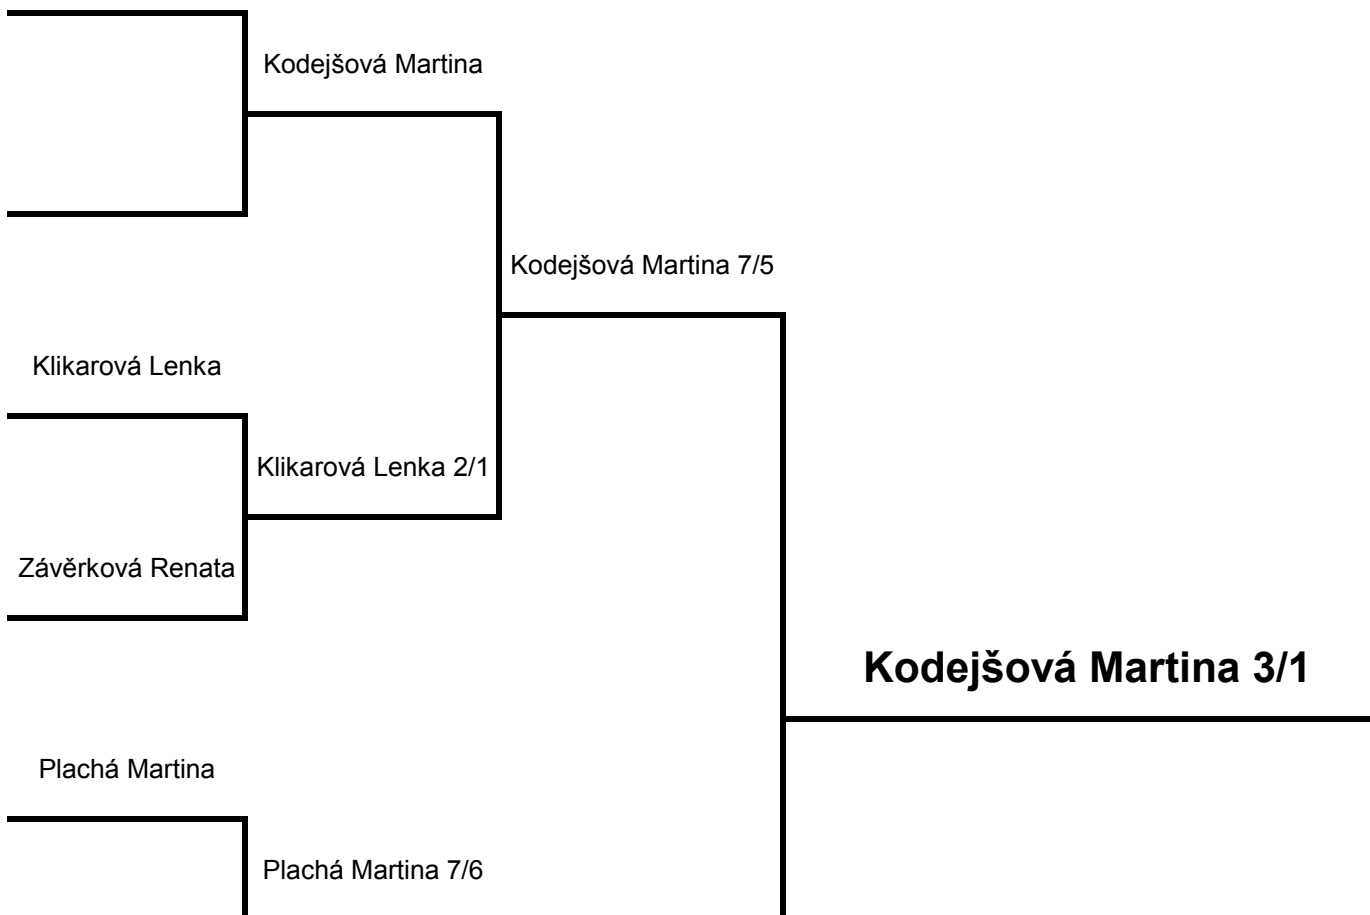 Kodejšová Martina
Kodejšová Martina 7/5
Klikarová Lenka
Klikarová Lenka 2/1
Závěrková Renata
Kodejšová Martina 3/1
Plachá Martina
Plachá Martina 7/6